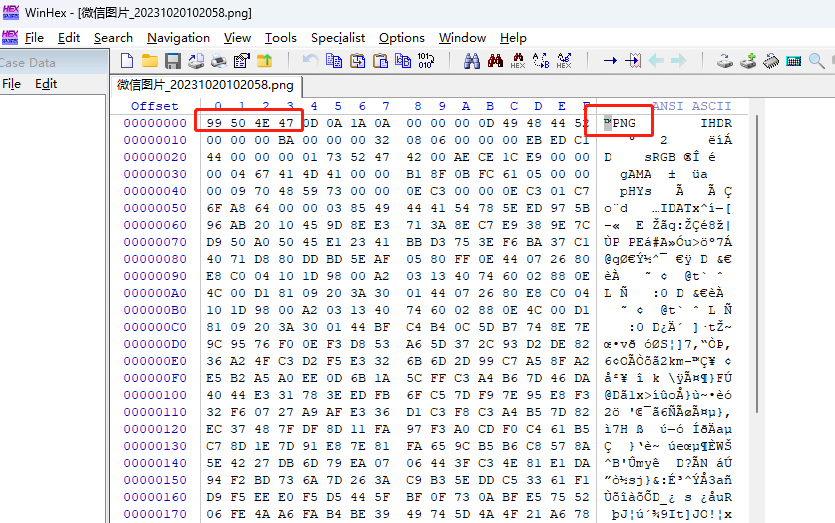 WinHex - [微信图片_20231020102058.png]
File Edit Search Navigation View Tools Specjalist Options Window Help
Case Data
File Edit
微信图片_20231020102058.png
Offset 0 1 2 3 4 5 6 7 8 9 A B C D E F ANSI ASCII
00000000 99 50 4E 47 0D 0A 1A 0A 00 00 00 0D 49 48 44 52 ™PNG IHDR
00000010 00 00 00 BA 00 00 00 32 08 06 00 00 00 EB ED C1 º 2 ëíÁ
00000020 44 00 00 00 01 73 52 47 42 00 AE CE 1C E9 00 00 D sRGB ®Î é
00000030 00 04 67 41 4D 41 00 00 B1 8F 0B FC 61 05 00 00 gAMA ± üa
00000040 00 09 70 48 59 73 00 00 0E C3 00 00 0E C3 01 C7 pHYs Ã Ã Ç
00000050 6F A8 64 00 00 03 85 49 44 41 54 78 5E ED 97 5B o¨d …IDATx^í—[
00000060 96 AB 20 10 45 9D 8E E3 71 3A 8E C7 E9 38 9E 7C –« E Žãq:ŽÇé8ž|
00000070 D9 50 A0 50 45 E1 23 41 BB D3 75 3E F6 BA 37 C1 ÙP PEá#A»Óu>öº7Á
00000080 40 71 D8 80 DD BD 5E AF 05 80 FF 0E 44 07 26 80 @qØ€Ý½^¯ €ÿ D &€
00000090 E8 C0 04 10 1D 98 00 A2 03 13 40 74 60 02 88 0E èÀ ˜ ¢ @t` ˆ
000000A0 4C 00 D1 81 09 20 3A 30 01 44 07 26 80 E8 C0 04 L Ñ :0 D &€èÀ
000000B0 10 1D 98 00 A2 03 13 40 74 60 02 88 0E 4C 00 D1 ˜ ¢ @t` ˆ L Ñ
000000C0 81 09 20 3A 30 01 44 BF C4 B4 0C 5D B7 74 8E 7E :0 D¿Ä´ ]·tŽ~
000000D0 9C 95 76 F0 0E F3 D8 53 A6 5D 37 2C 93 D2 DE 82 œ•vð óØS¦]7,“ÒÞ‚
000000E0 36 A2 4F C3 D2 F5 E3 32 6B 6D 2D 99 C7 A5 8F A2 6¢OÃÒõã2km-™Ç¥ ¢
000000F0 E5 B2 A5 A0 EE 0D 6B 1A 5C FF C3 A4 B6 7D 46 DA å²¥ î k \ÿÃ¤¶}FÚ
00000100 40 44 E3 31 78 3E ED FB 6F C5 7D F7 7E 95 E8 F3 @Dã1x>íûoÅ}÷~•èó
00000110 32 F6 07 27 A9 AF E3 36 D1 C3 F8 C3 A4 B5 7D 82 2ö '©¯ã6ÑÃøÃ¤µ}‚
00000120 EC 37 48 7F DF 8D 11 FA 97 F3 A0 CD F0 C4 61 B5 ì7H ß ú—ó ÍðÄaµ
00000130 C7 8D 1E 7D 91 E8 7E 81 FA 65 9C B5 B6 C8 57 8A Ç }‘è~ úeœµ¶ÈWŠ
00000140 5E 42 27 DB 6D 79 EA 07 06 44 3F C3 4E 81 E1 DA ^B'Ûmyê D?ÃN áÚ
00000150 94 F2 BD 73 6A 7D 26 3A C9 B3 5E DD C5 33 61 F1 ”ò½sj}&:É³^ÝÅ3añ
00000160 D9 F5 EE E0 F5 D5 44 5F BF 0F 73 0A BF E5 75 52 ÙõîàõÕD_¿ s ¿åuR
00000170 06 FE 4A A6 FA B4 BE 39 49 74 5D 4A 4F 21 A6 78 þJ¦ú´¾9It]JO!¦x